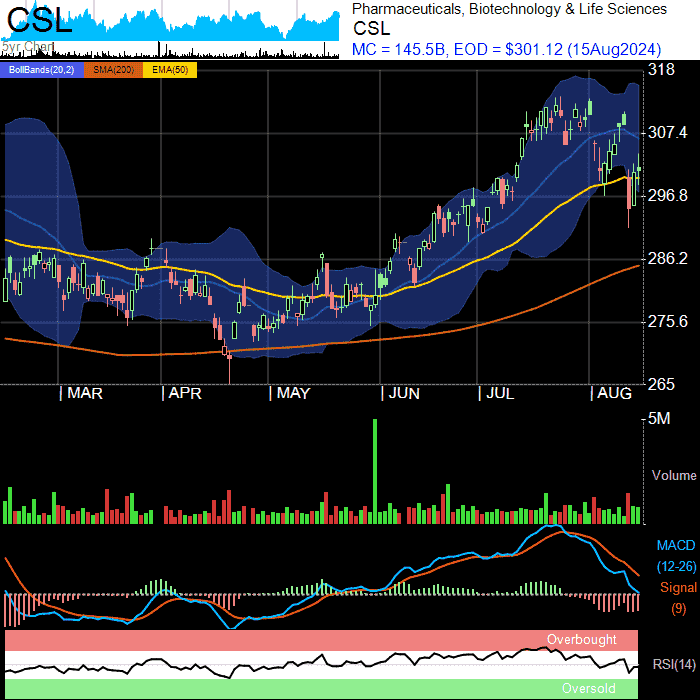 CSL
5yr Chart
Pharmaceuticals, Biotechnology & Life Sciences
CSL
MC = 145.5B, EOD = $301.12 (15Aug2024)
BollBands(20,2) SMA(200) EMA(50)
318
307.4
296.8
286.2
275.6
265
MAR APR MAY JUN JUL AUG
5M
Volume
MACD
(12-26)
Signal
(9)
Overbought
RSI(14)
Oversold